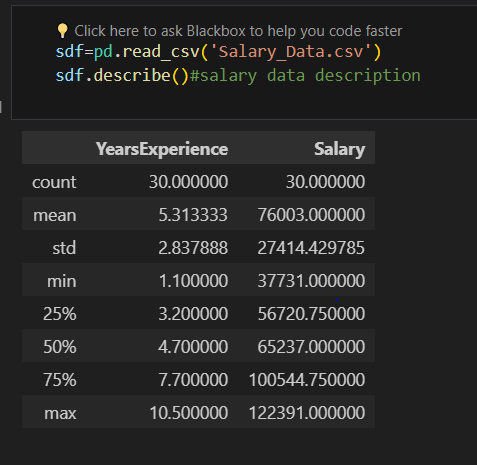 💡 Click here to ask Blackbox to help you code faster
sdf=pd.read_csv('Salary_Data.csv')
sdf.describe()#salary data description
YearsExperience Salary
count 30.000000 30.000000
mean 5.313333 76003.000000
std 2.837888 27414.429785
min 1.100000 37731.000000
25% 3.200000 56720.750000
50% 4.700000 65237.000000
75% 7.700000 100544.750000
max 10.500000 122391.000000